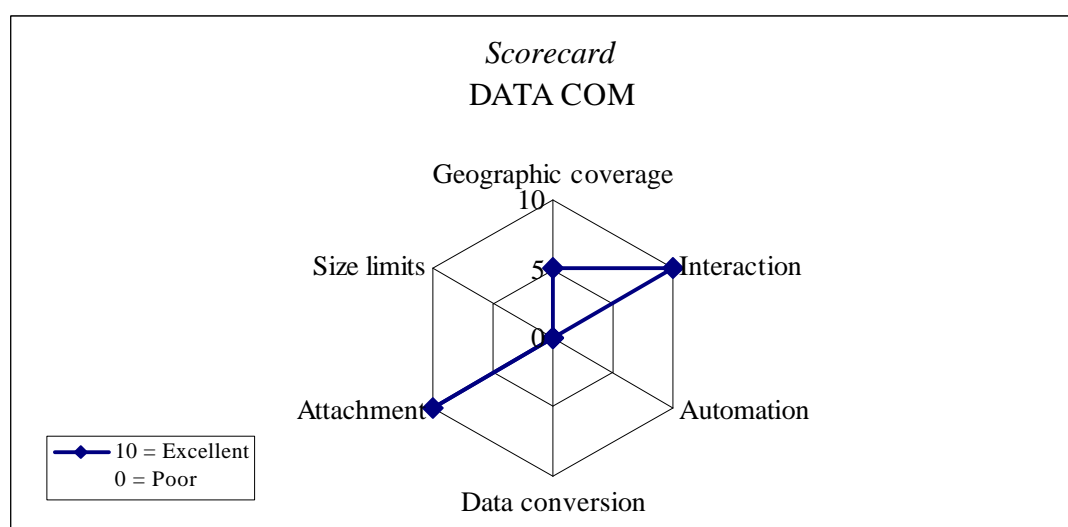 Scorecard
DATA COM
Geographic coverage
10
Size limits
5
Interaction
0
Attachment
Automation
10 = Excellent
0 = Poor
Data conversion